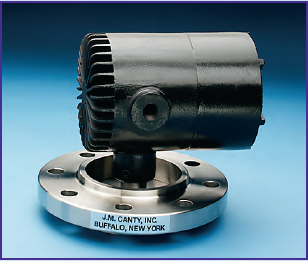 J.M. CANTY, INC.
BUFFALO, NEW YORK